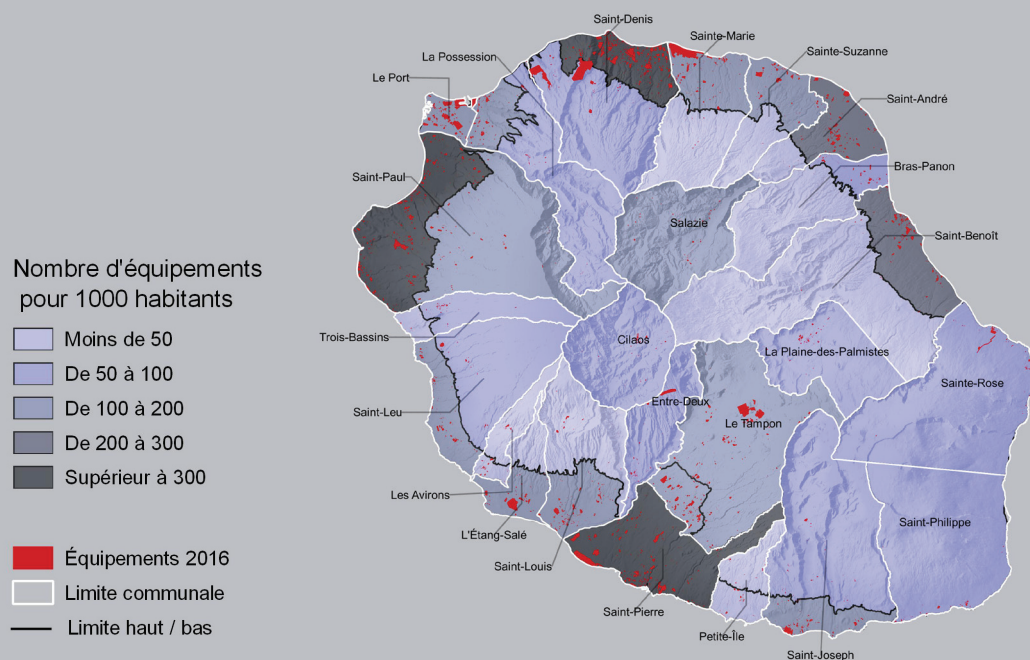 Saint-Denis
Sainte-Marie
Sainte-Suzanne
La Possession
Le Port
Saint-André
Bras-Panon
Saint-Paul
Salazie
Saint-Benoît
Nombre d'équipements
pour 1000 habitants
Moins de 50
De 50 à 100
De 100 à 200
De 200 à 300
Supérieur à 300
Trois-Bassins
Cilaos
La Plaine-des-Palmistes
Sainte-Rose
Entre-Deux
Saint-Leu
Le Tampon
Les Avirons
Saint-Philippe
L'Étang-Salé
Saint-Louis
Saint-Pierre
Petite-Île
Saint-Joseph
Équipements 2016
Limite communale
Limite haut / bas